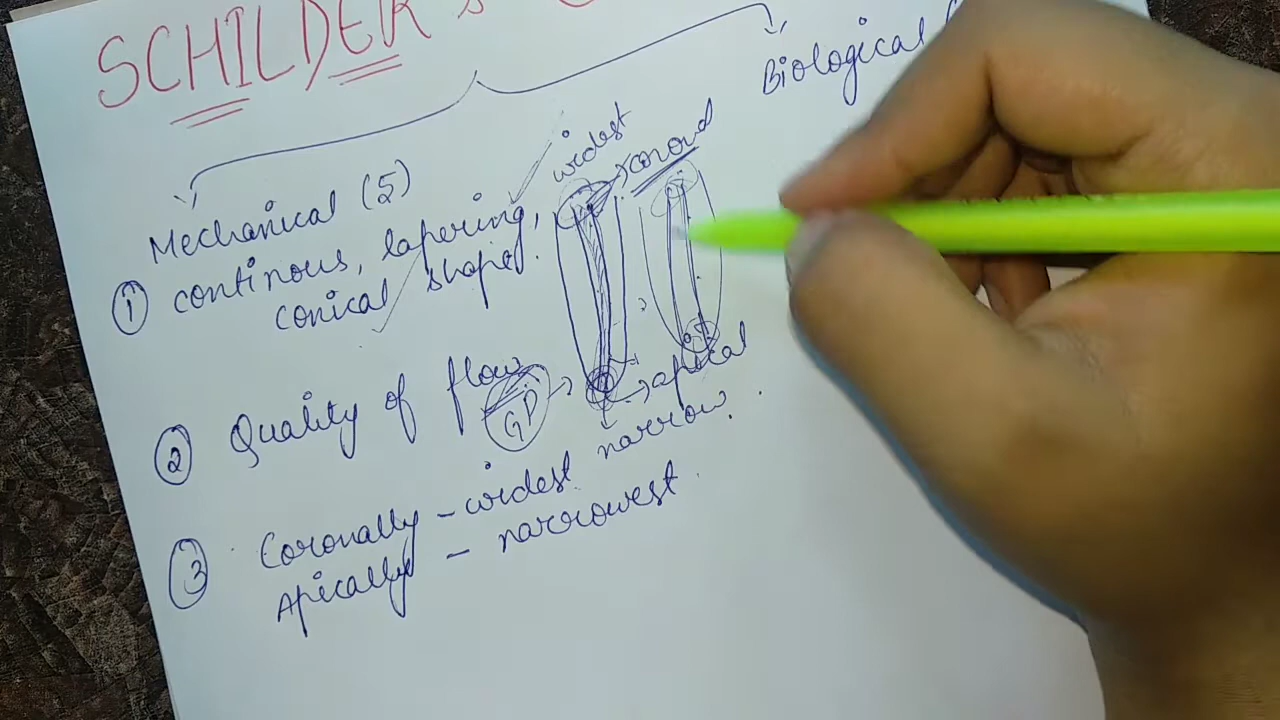 SCHILDER's
Biological (
Mechanical (5)
① continous, tapering,
conical shape.
widest
coronal
② Quality of flow
GP
apical
narrow.
③ Coronally - widest
Apically - narrowest.